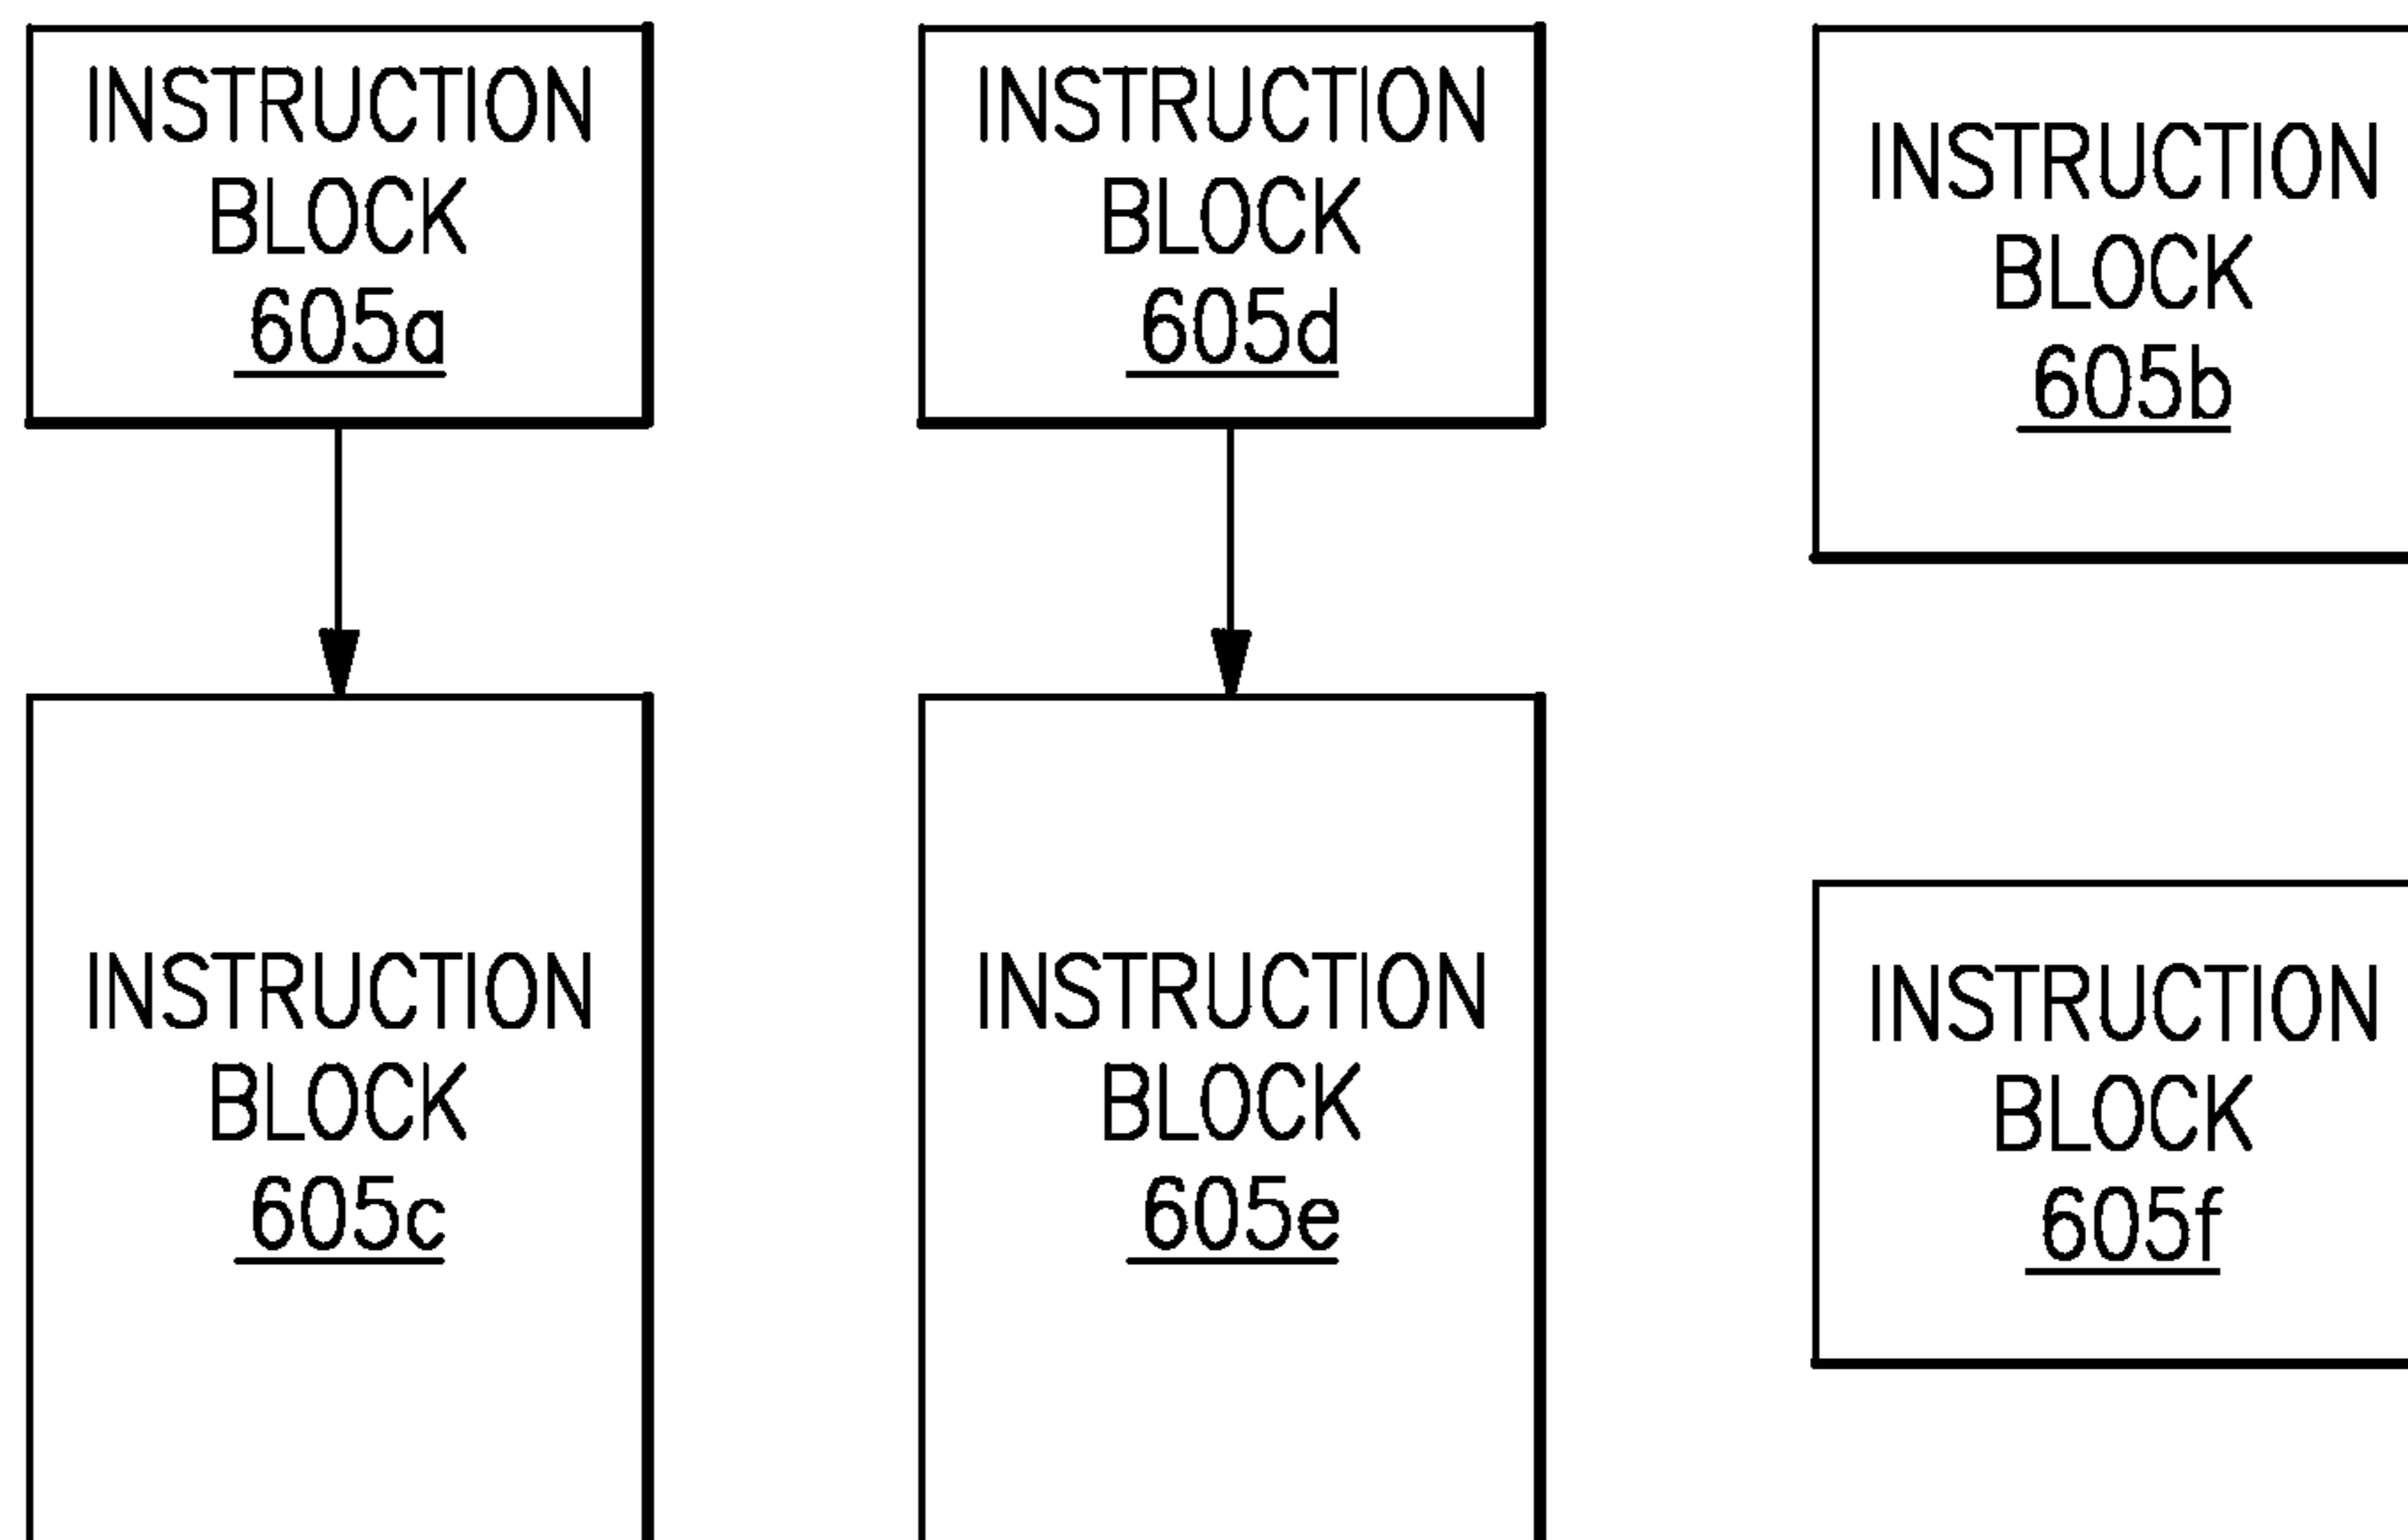 INSTRUCTION
BLOCK
605a
INSTRUCTION
BLOCK
605d
INSTRUCTION
BLOCK
605b
INSTRUCTION
BLOCK
605c
INSTRUCTION
BLOCK
605e
INSTRUCTION
BLOCK
605f